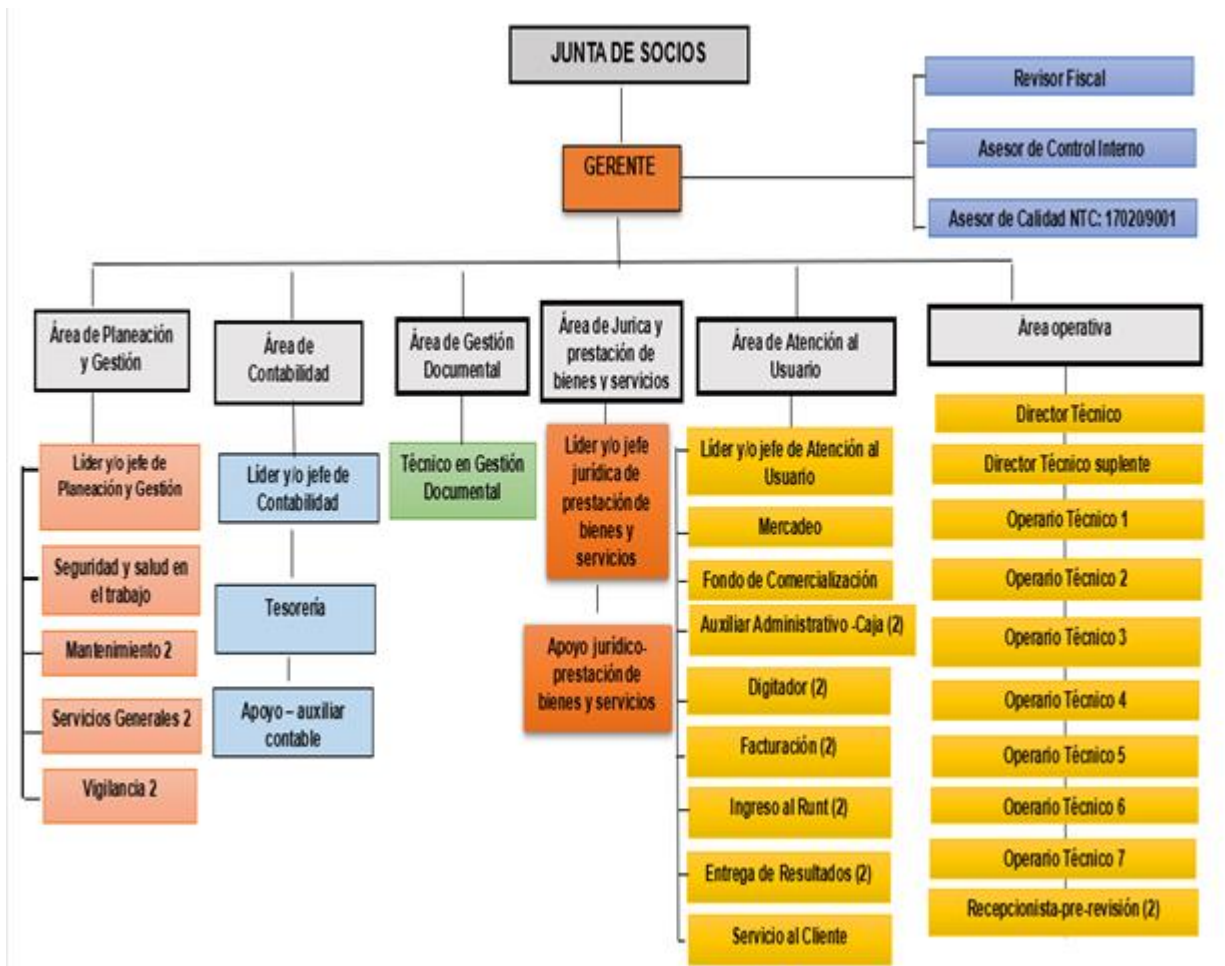 JUNTA DE SOCIOS
GERENTE
Revisor Fiscal
Asesor de Control Interno
Asesor de Calidad NTC: 17020/9001
Área de Planeación
y Gestión
Líder y/o jefe de
Planeación y Gestión
Seguridad y salud en
el trabajo
Mantenimiento 2
Servicios Generales 2
Vigilancia 2
Área de
Contabilidad
Líder y/o jefe de
Contabilidad
Tesorería
Apoyo – auxiliar
contable
Área de Gestión
Documental
Técnico en Gestión
Documental
Área de Jurica y
prestación de
bienes y servicios
Líder y/o jefe
jurídica de
prestación de
bienes y
servicios
Apoyo jurídico-
prestación de
bienes y servicios
Área de Atención al
Usuario
Líder y/o jefe de Atención al
Usuario
Mercadeo
Fondo de Comercialización
Auxiliar Administrativo -Caja (2)
Digitador (2)
Facturación (2)
Ingreso al Runt (2)
Entrega de Resultados (2)
Servicio al Cliente
Área operativa
Director Técnico
Director Técnico suplente
Operario Técnico 1
Operario Técnico 2
Operario Técnico 3
Operario Técnico 4
Operario Técnico 5
Operario Técnico 6
Operario Técnico 7
Recepcionista-pre-revisión (2)